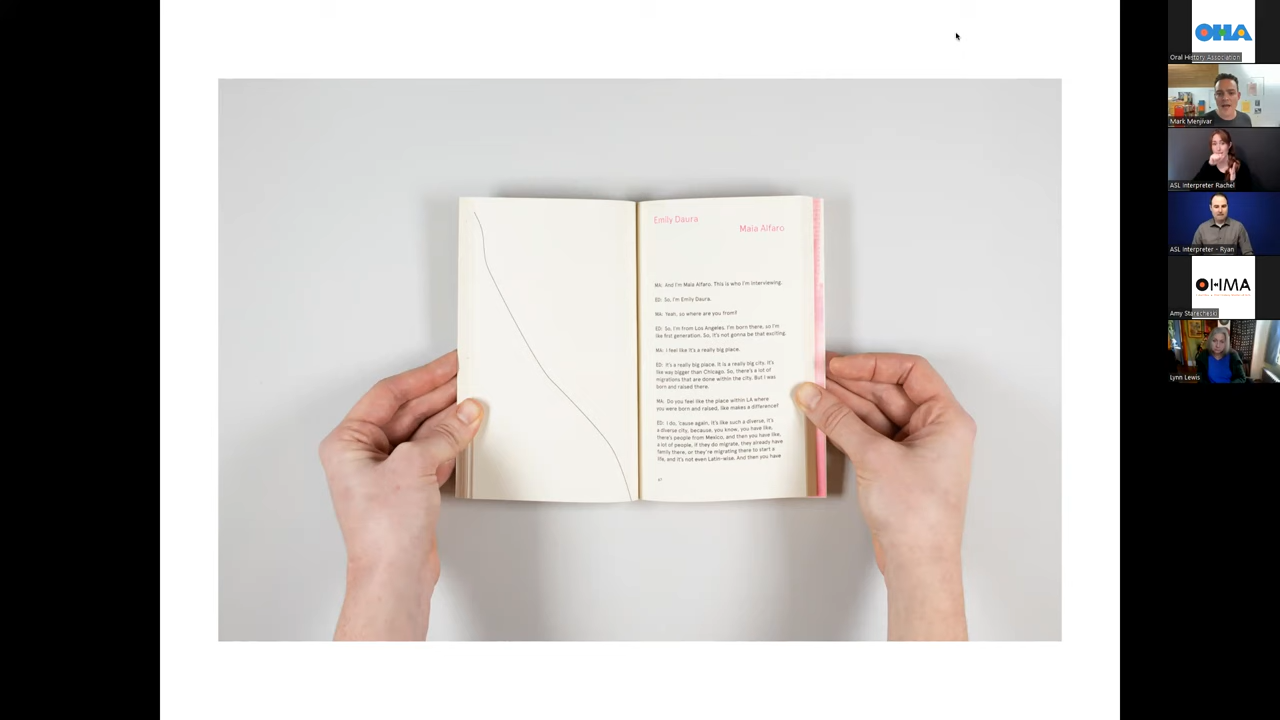 Emily Daura
Maia Alfaro
MA: And I'm Maia Alfaro. This is who I'm interviewing.
ED: So, I'm Emily Daura.
MA: Yeah, so where are you from?
ED: So, I'm from Los Angeles. I'm born there, so I'm
like first generation. So, it's not gonna be that exciting.
MA: I feel like it's a really big place.
ED: It's a really big place. It is a really big city. It's
like way bigger than Chicago. So, there's a lot of
migrations that are done within the city. But I was
born and raised there.
MA: Do you feel like the place within LA where
you were born and raised, like makes a difference?
ED: I do, 'cause again, it's like such a diverse, it's
a diverse city, because, you know, you have like,
there's people from Mexico, and then you have like,
a lot of people, if they do migrate, they already have
family there, or they're migrating there to start a
life, and it's not even Latin-wise. And then you have
OHA
Oral History Association
Mark Menjivar
ASL Interpreter Rachel
ASL Interpreter - Ryan
OHMA
Amy Starecheski
Lynn Lewis